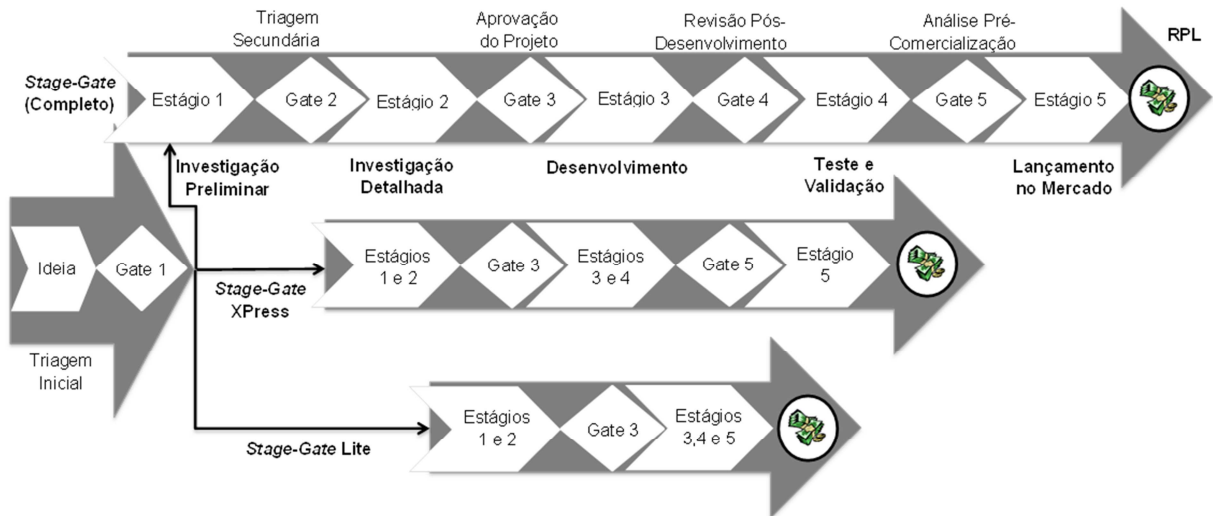 Triagem
Secundária
Aprovação
do Projeto
Revisão Pós-
Desenvolvimento
Análise Pré-
Comercialização
RPL
Stage-Gate
(Completo)
Estágio 1
Gate 2
Estágio 2
Gate 3
Estágio 3
Gate 4
Estágio 4
Gate 5
Estágio 5
Investigação
Preliminar
Investigação
Detalhada
Desenvolvimento
Teste e
Validação
Lançamento
no Mercado
Ideia
Gate 1
Triagem
Inicial
Stage-Gate
XPress
Estágios
1 e 2
Gate 3
Estágios
3 e 4
Gate 5
Estágio
5
Stage-Gate Lite
Estágios
1 e 2
Gate 3
Estágios
3,4 e 5